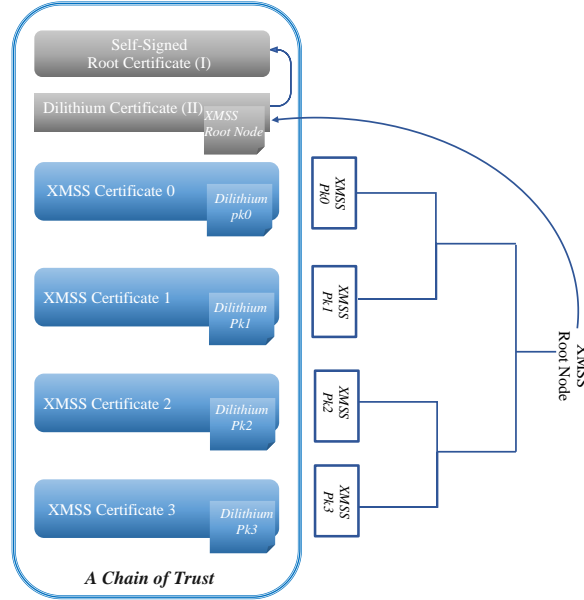 Self-Signed
Root Certificate (I)
Dilithium Certificate (II)
XMSS
Root Node
XMSS Certificate 0
Dilithium
pk0
XMSS
Pk0
XMSS Certificate 1
Dilithium
Pk1
XMSS
Pk1
XMSS
Root Node
XMSS Certificate 2
Dilithium
Pk2
XMSS
Pk2
XMSS Certificate 3
Dilithium
Pk3
XMSS
Pk3
A Chain of Trust